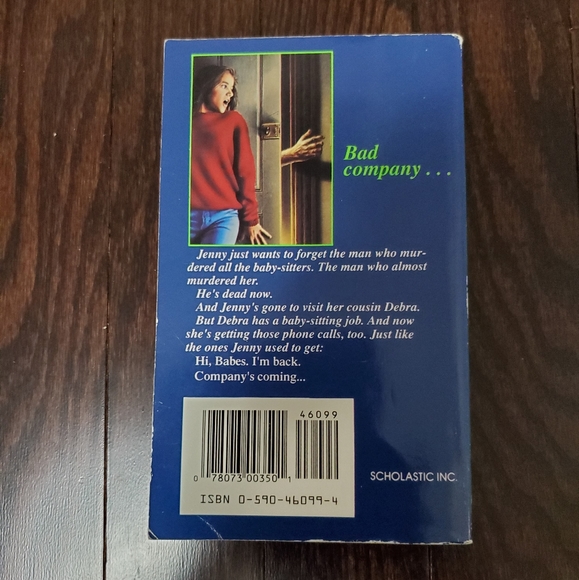 Bad
company . . .
Jenny just wants to forget the man who mur-
dered all the baby-sitters. The man who almost
murdered her.
He's dead now.
And Jenny's gone to visit her cousin Debra.
But Debra has a baby-sitting job. And now
she's getting those phone calls, too. Just like
the ones Jenny used to get:
Hi, Babes. I'm back.
Company's coming...
46099
0 78073 00350 1
ISBN 0-590-46099-4
SCHOLASTIC INC.